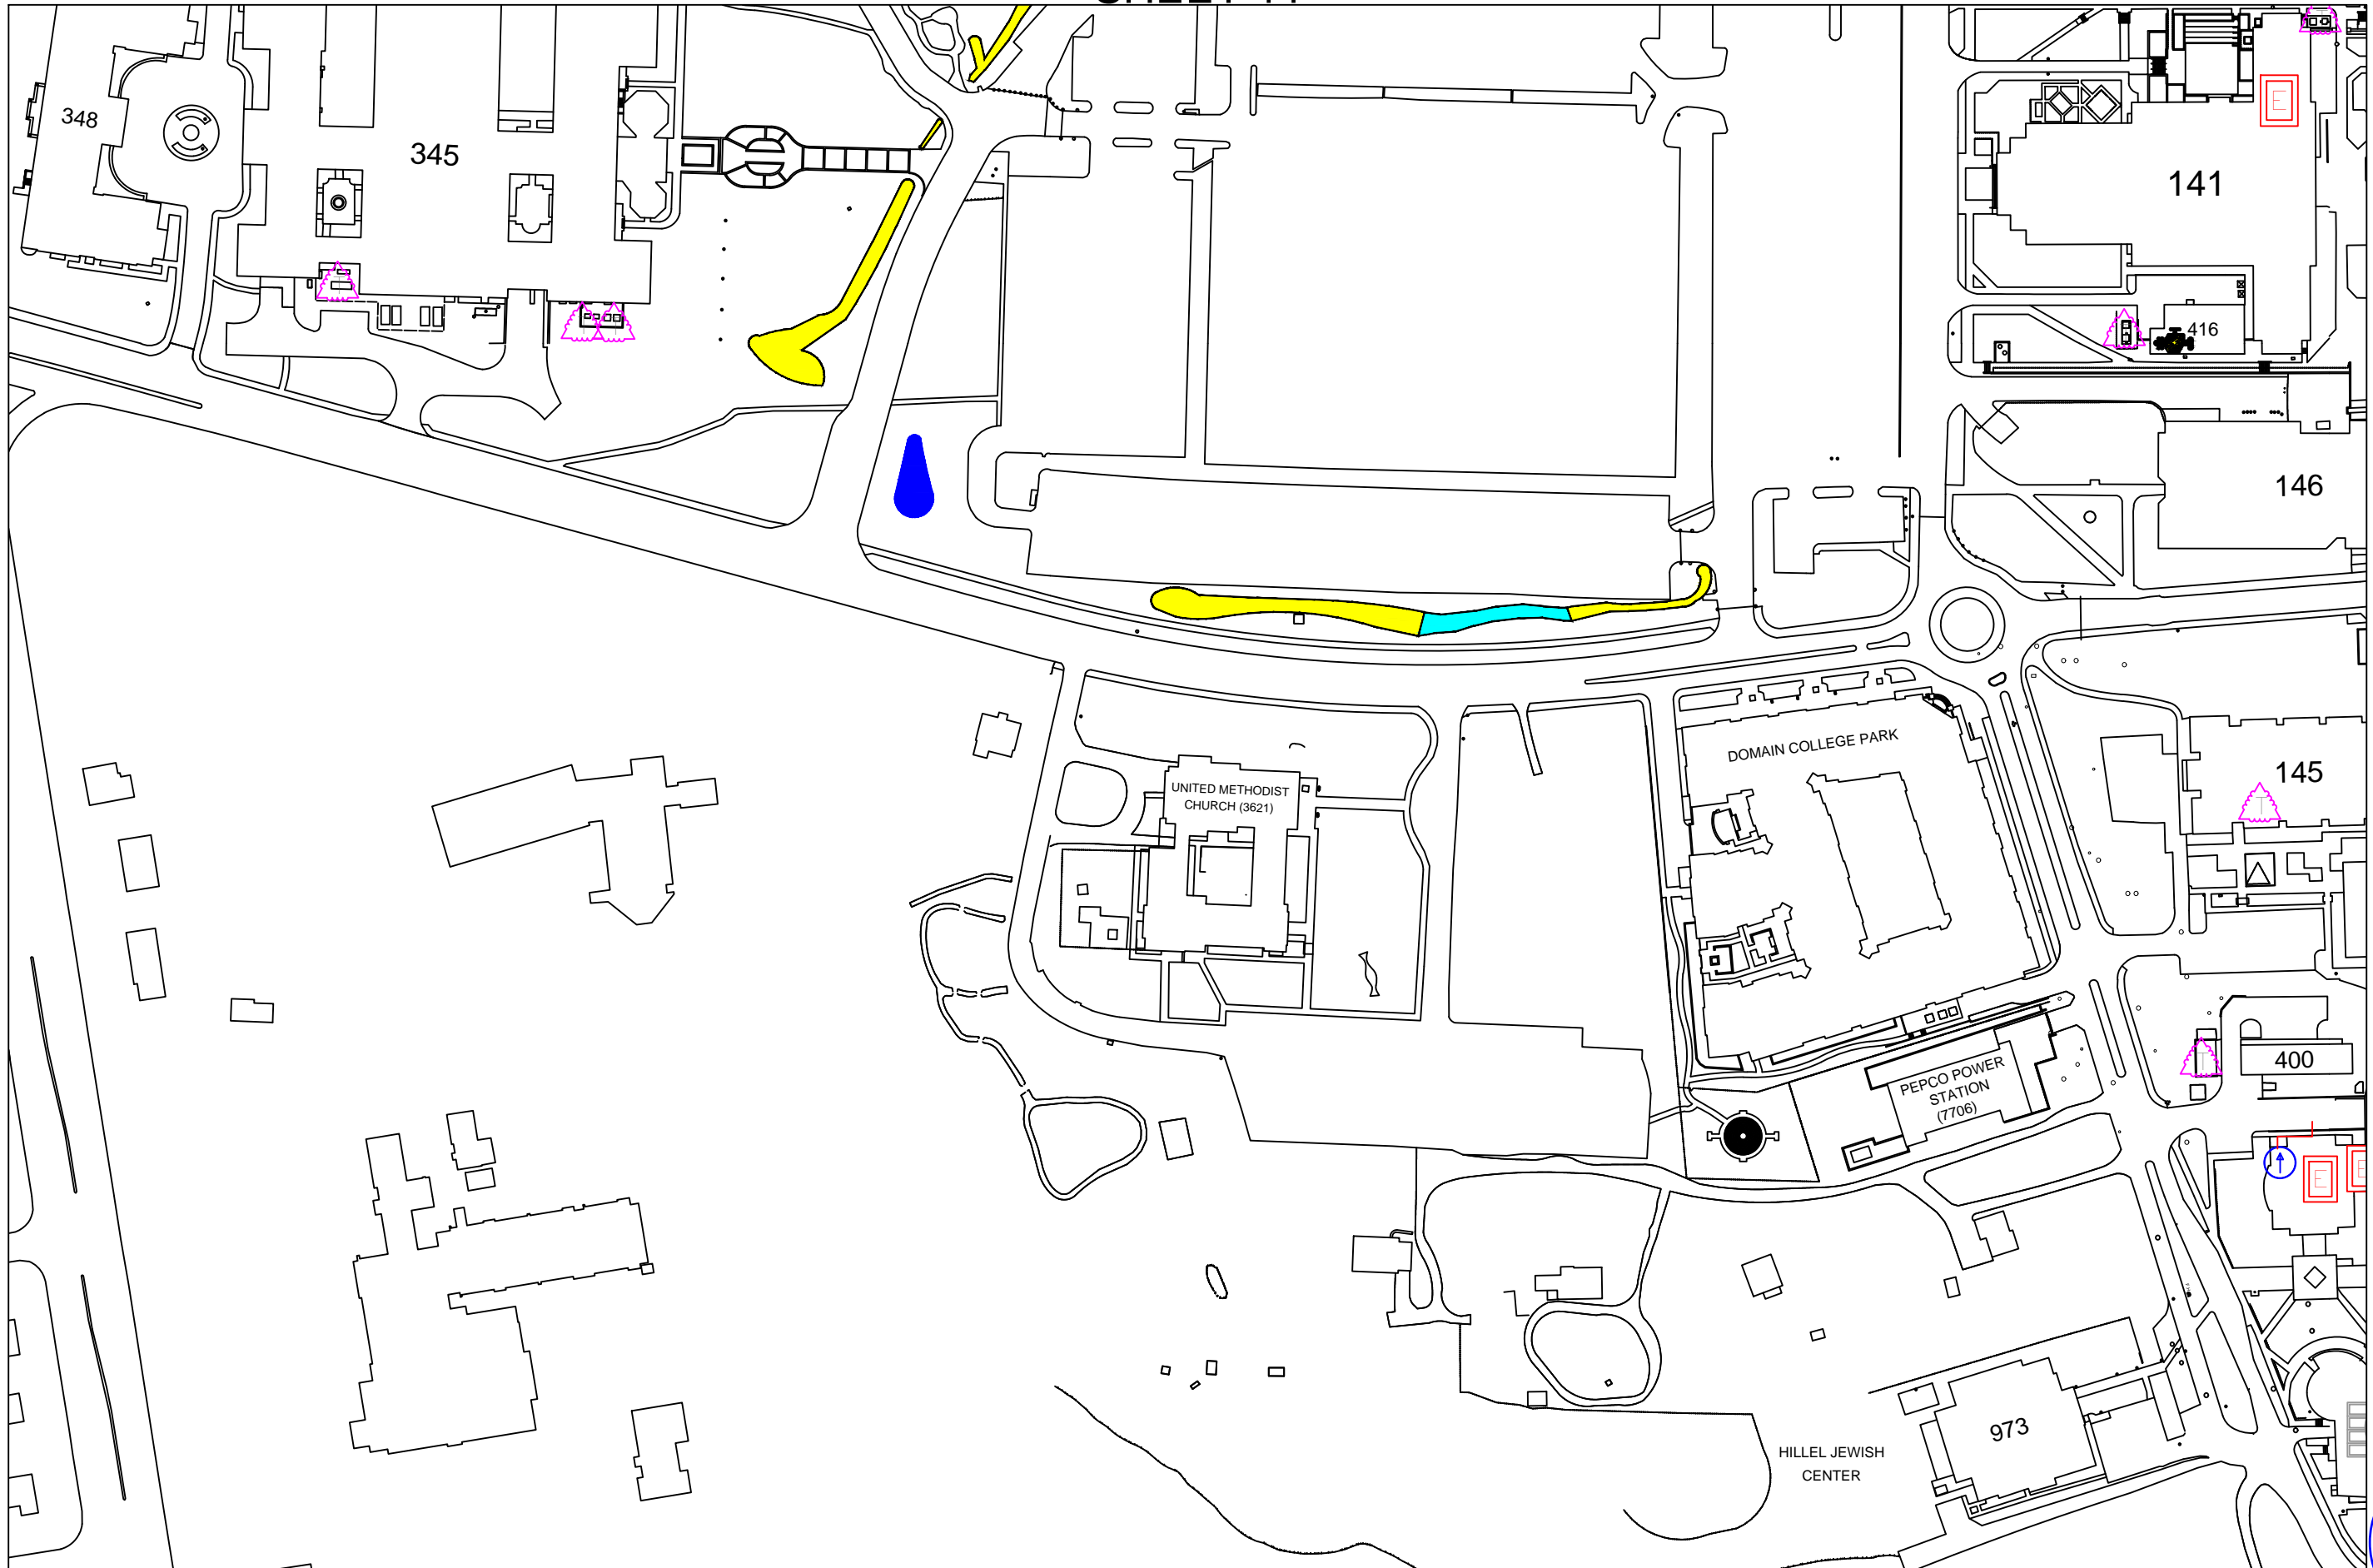 348
345
141
416
146
DOMAIN COLLEGE PARK
UNITED METHODIST
CHURCH (3621)
145
400
PEPCO POWER
STATION
(7706)
E
E
E
973
HILLEL JEWISH
CENTER